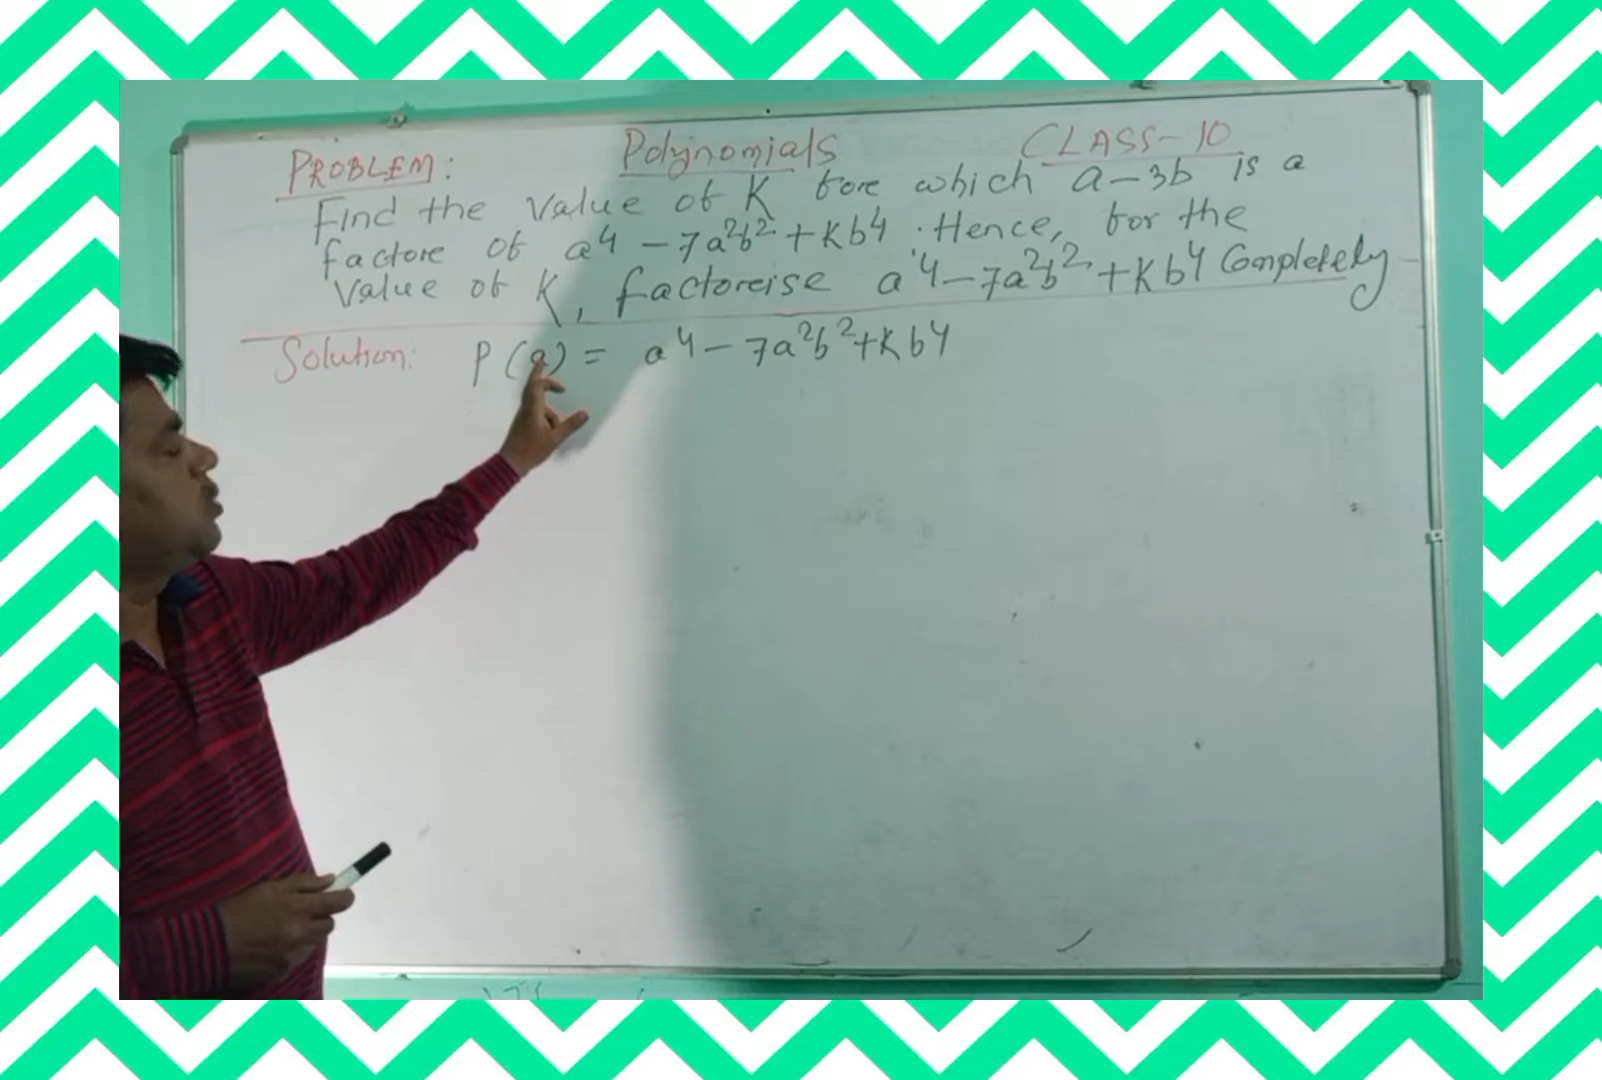 Polynomials CLASS-10
PROBLEM:
Find the value of K fore which a-3b is a
factore of a⁴ - 7a²b² + Kb⁴. Hence, for the
value of K, factoreise a⁴ - 7a²b² + Kb⁴ Completely
Solution: P(a) = a⁴ - 7a²b² + Kb⁴